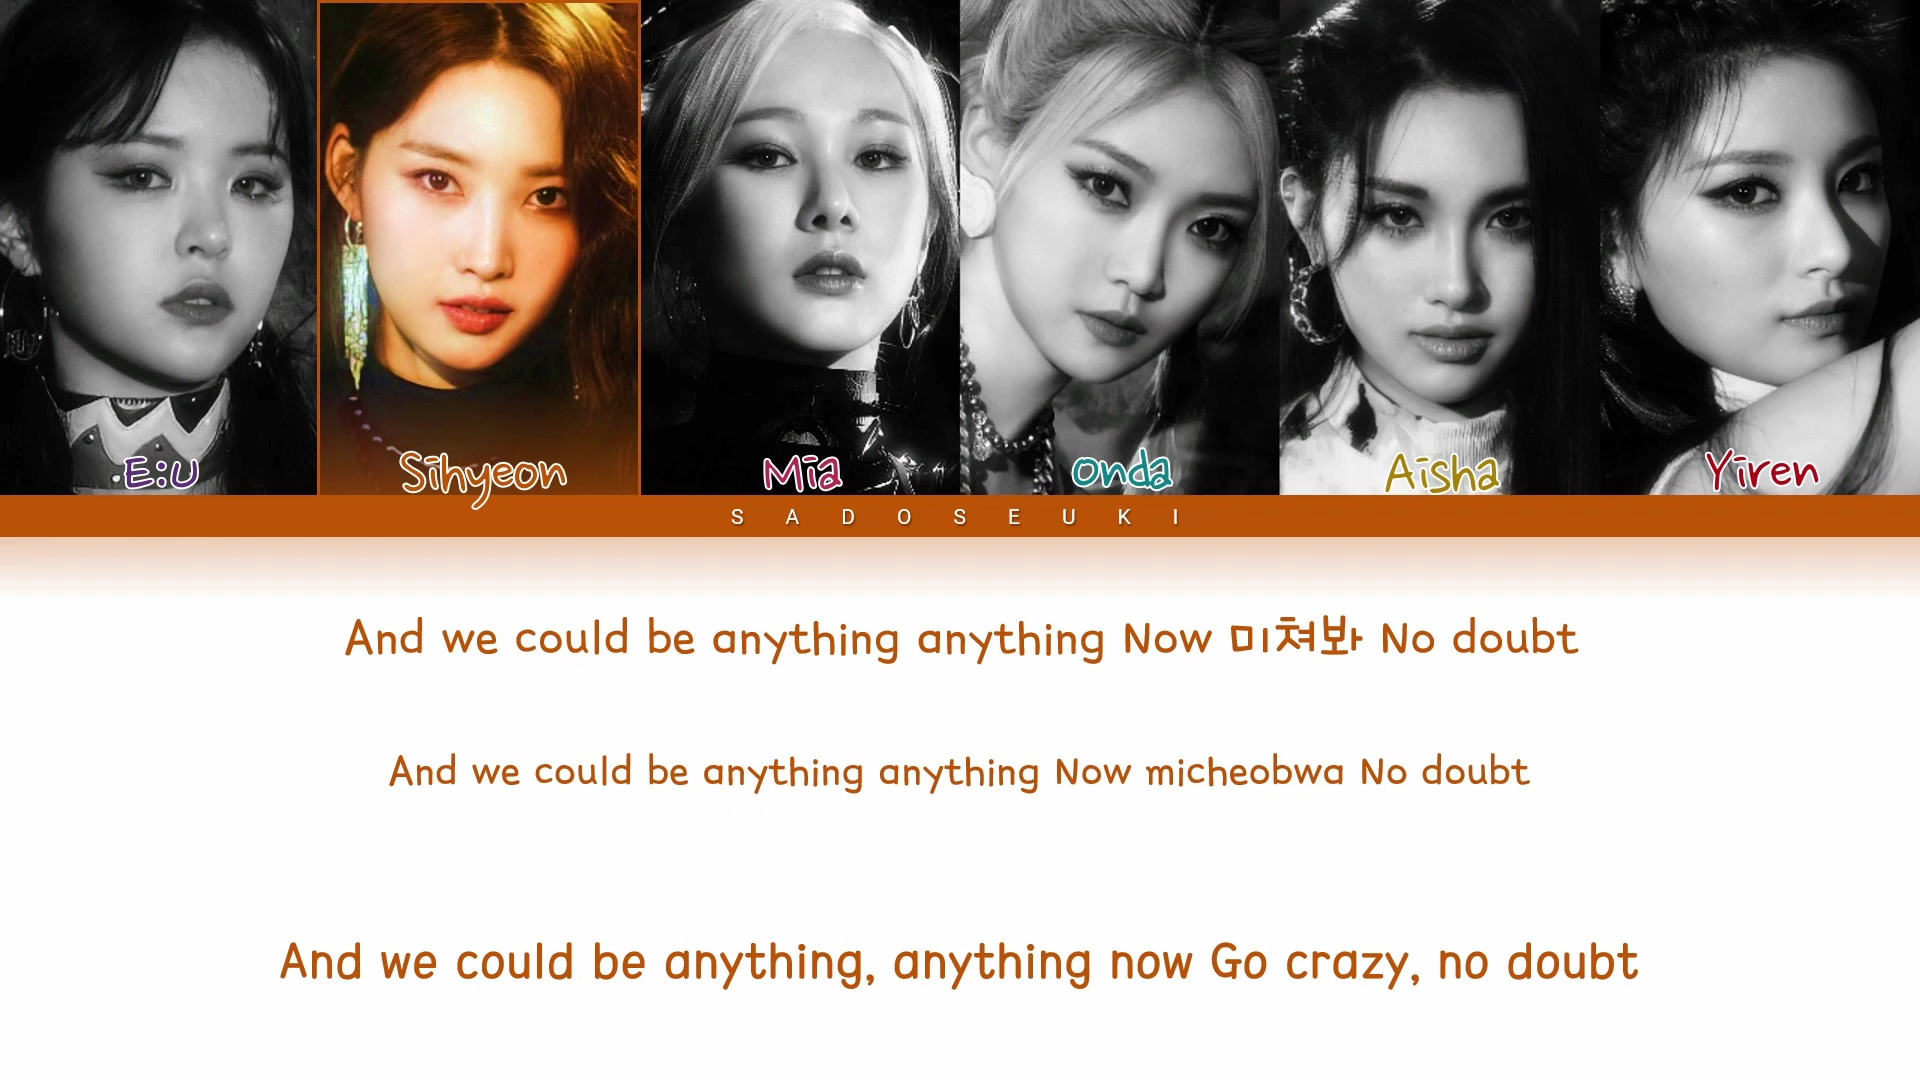 E:U Sihyeon Mia Onda Aisha Yiren
SADOSEUKI
And we could be anything anything Now 미쳐봐 No doubt
And we could be anything anything Now micheobwa No doubt
And we could be anything, anything now Go crazy, no doubt